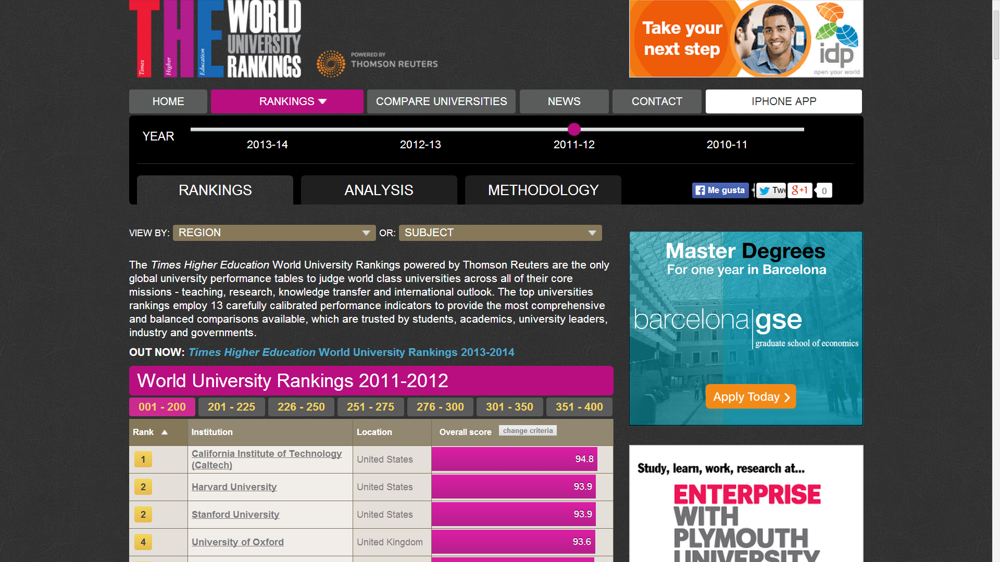 THE
Times
Higher
Education
WORLD
UNIVERSITY
RANKINGS
POWERED BY
THOMSON REUTERS
Take your
next step
idp
open your world
HOME
RANKINGS
COMPARE UNIVERSITIES
NEWS
CONTACT
IPHONE APP
YEAR
2013-14
2012-13
2011-12
2010-11
RANKINGS
ANALYSIS
METHODOLOGY
Me gusta
Twe
g+1
0
VIEW BY: REGION OR: SUBJECT
The Times Higher Education World University Rankings powered by Thomson Reuters are the only
global university performance tables to judge world class universities across all of their core
missions - teaching, research, knowledge transfer and international outlook. The top universities
rankings employ 13 carefully calibrated performance indicators to provide the most comprehensive
and balanced comparisons available, which are trusted by students, academics, university leaders,
industry and governments.
OUT NOW: Times Higher Education World University Rankings 2013-2014
World University Rankings 2011-2012
001 - 200 201 - 225 226 - 250 251 - 275 276 - 300 301 - 350 351 - 400
Rank Institution Location Overall score change criteria
1 California Institute of Technology
(Caltech) United States 94.8
2 Harvard University United States 93.9
2 Stanford University United States 93.9
4 University of Oxford United Kingdom 93.6
Master Degrees
For one year in Barcelona
barcelona gse
graduate school of economics
Apply Today
Study, learn, work, research at...
ENTERPRISE
WITH
PLYMOUTH
UNIVERSITY